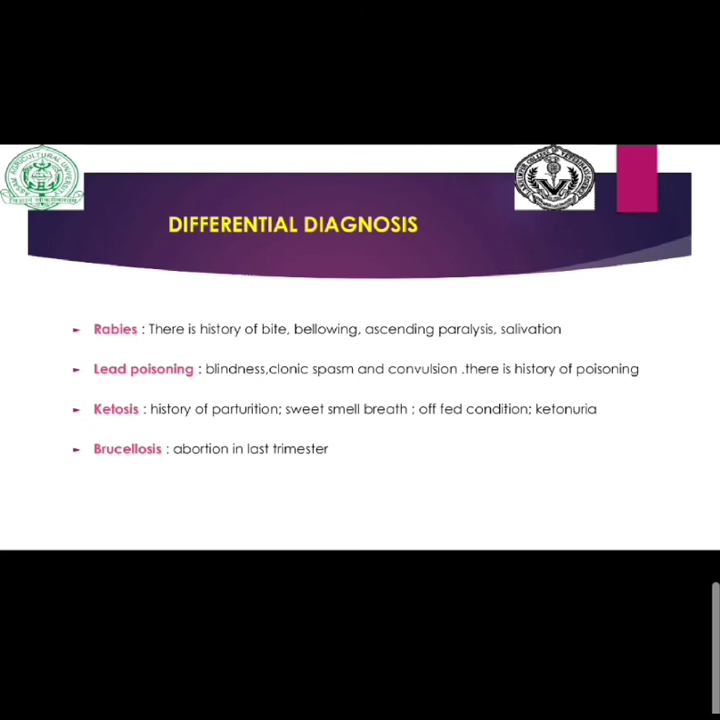 DIFFERENTIAL DIAGNOSIS
► Rabies : There is history of bite, bellowing, ascending paralysis, salivation
► Lead poisoning : blindness,clonic spasm and convulsion .there is history of poisoning
► Ketosis : history of parturition; sweet smell breath ; off fed condition; ketonuria
► Brucellosis : abortion in last trimester